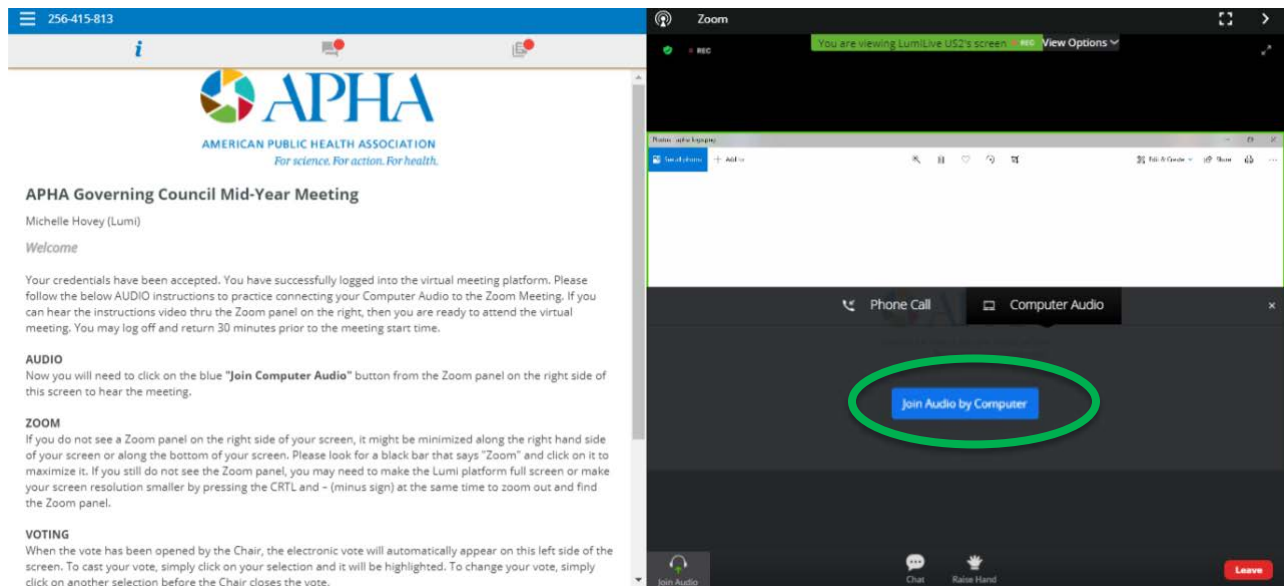 256-415-813
APHA
AMERICAN PUBLIC HEALTH ASSOCIATION
For science. For action. For health.
APHA Governing Council Mid-Year Meeting
Michelle Hovey (Lumi)
Welcome
Your credentials have been accepted. You have successfully logged into the virtual meeting platform. Please
follow the below AUDIO instructions to practice connecting your Computer Audio to the Zoom Meeting. If you
can hear the instructions video thru the Zoom panel on the right, then you are ready to attend the virtual
meeting. You may log off and return 30 minutes prior to the meeting start time.
AUDIO
Now you will need to click on the blue "Join Computer Audio" button from the Zoom panel on the right side of
this screen to hear the meeting.
ZOOM
If you do not see a Zoom panel on the right side of your screen, it might be minimized along the right hand side
of your screen or along the bottom of your screen. Please look for a black bar that says "Zoom" and click on it to
maximize it. If you still do not see the Zoom panel, you may need to make the Lumi platform full screen or make
your screen resolution smaller by pressing the CRTL and – (minus sign) at the same time to zoom out and find
the Zoom panel.
VOTING
When the vote has been opened by the Chair, the electronic vote will automatically appear on this left side of the
screen. To cast your vote, simply click on your selection and it will be highlighted. To change your vote, simply
click on another selection before the Chair closes the vote.
Zoom
REC
You are viewing LumiLive US2's screen REC View Options
See all photos + Add to Edit & Create Share
Phone Call Computer Audio
Join Audio by Computer
Join Audio Chat Raise Hand Leave